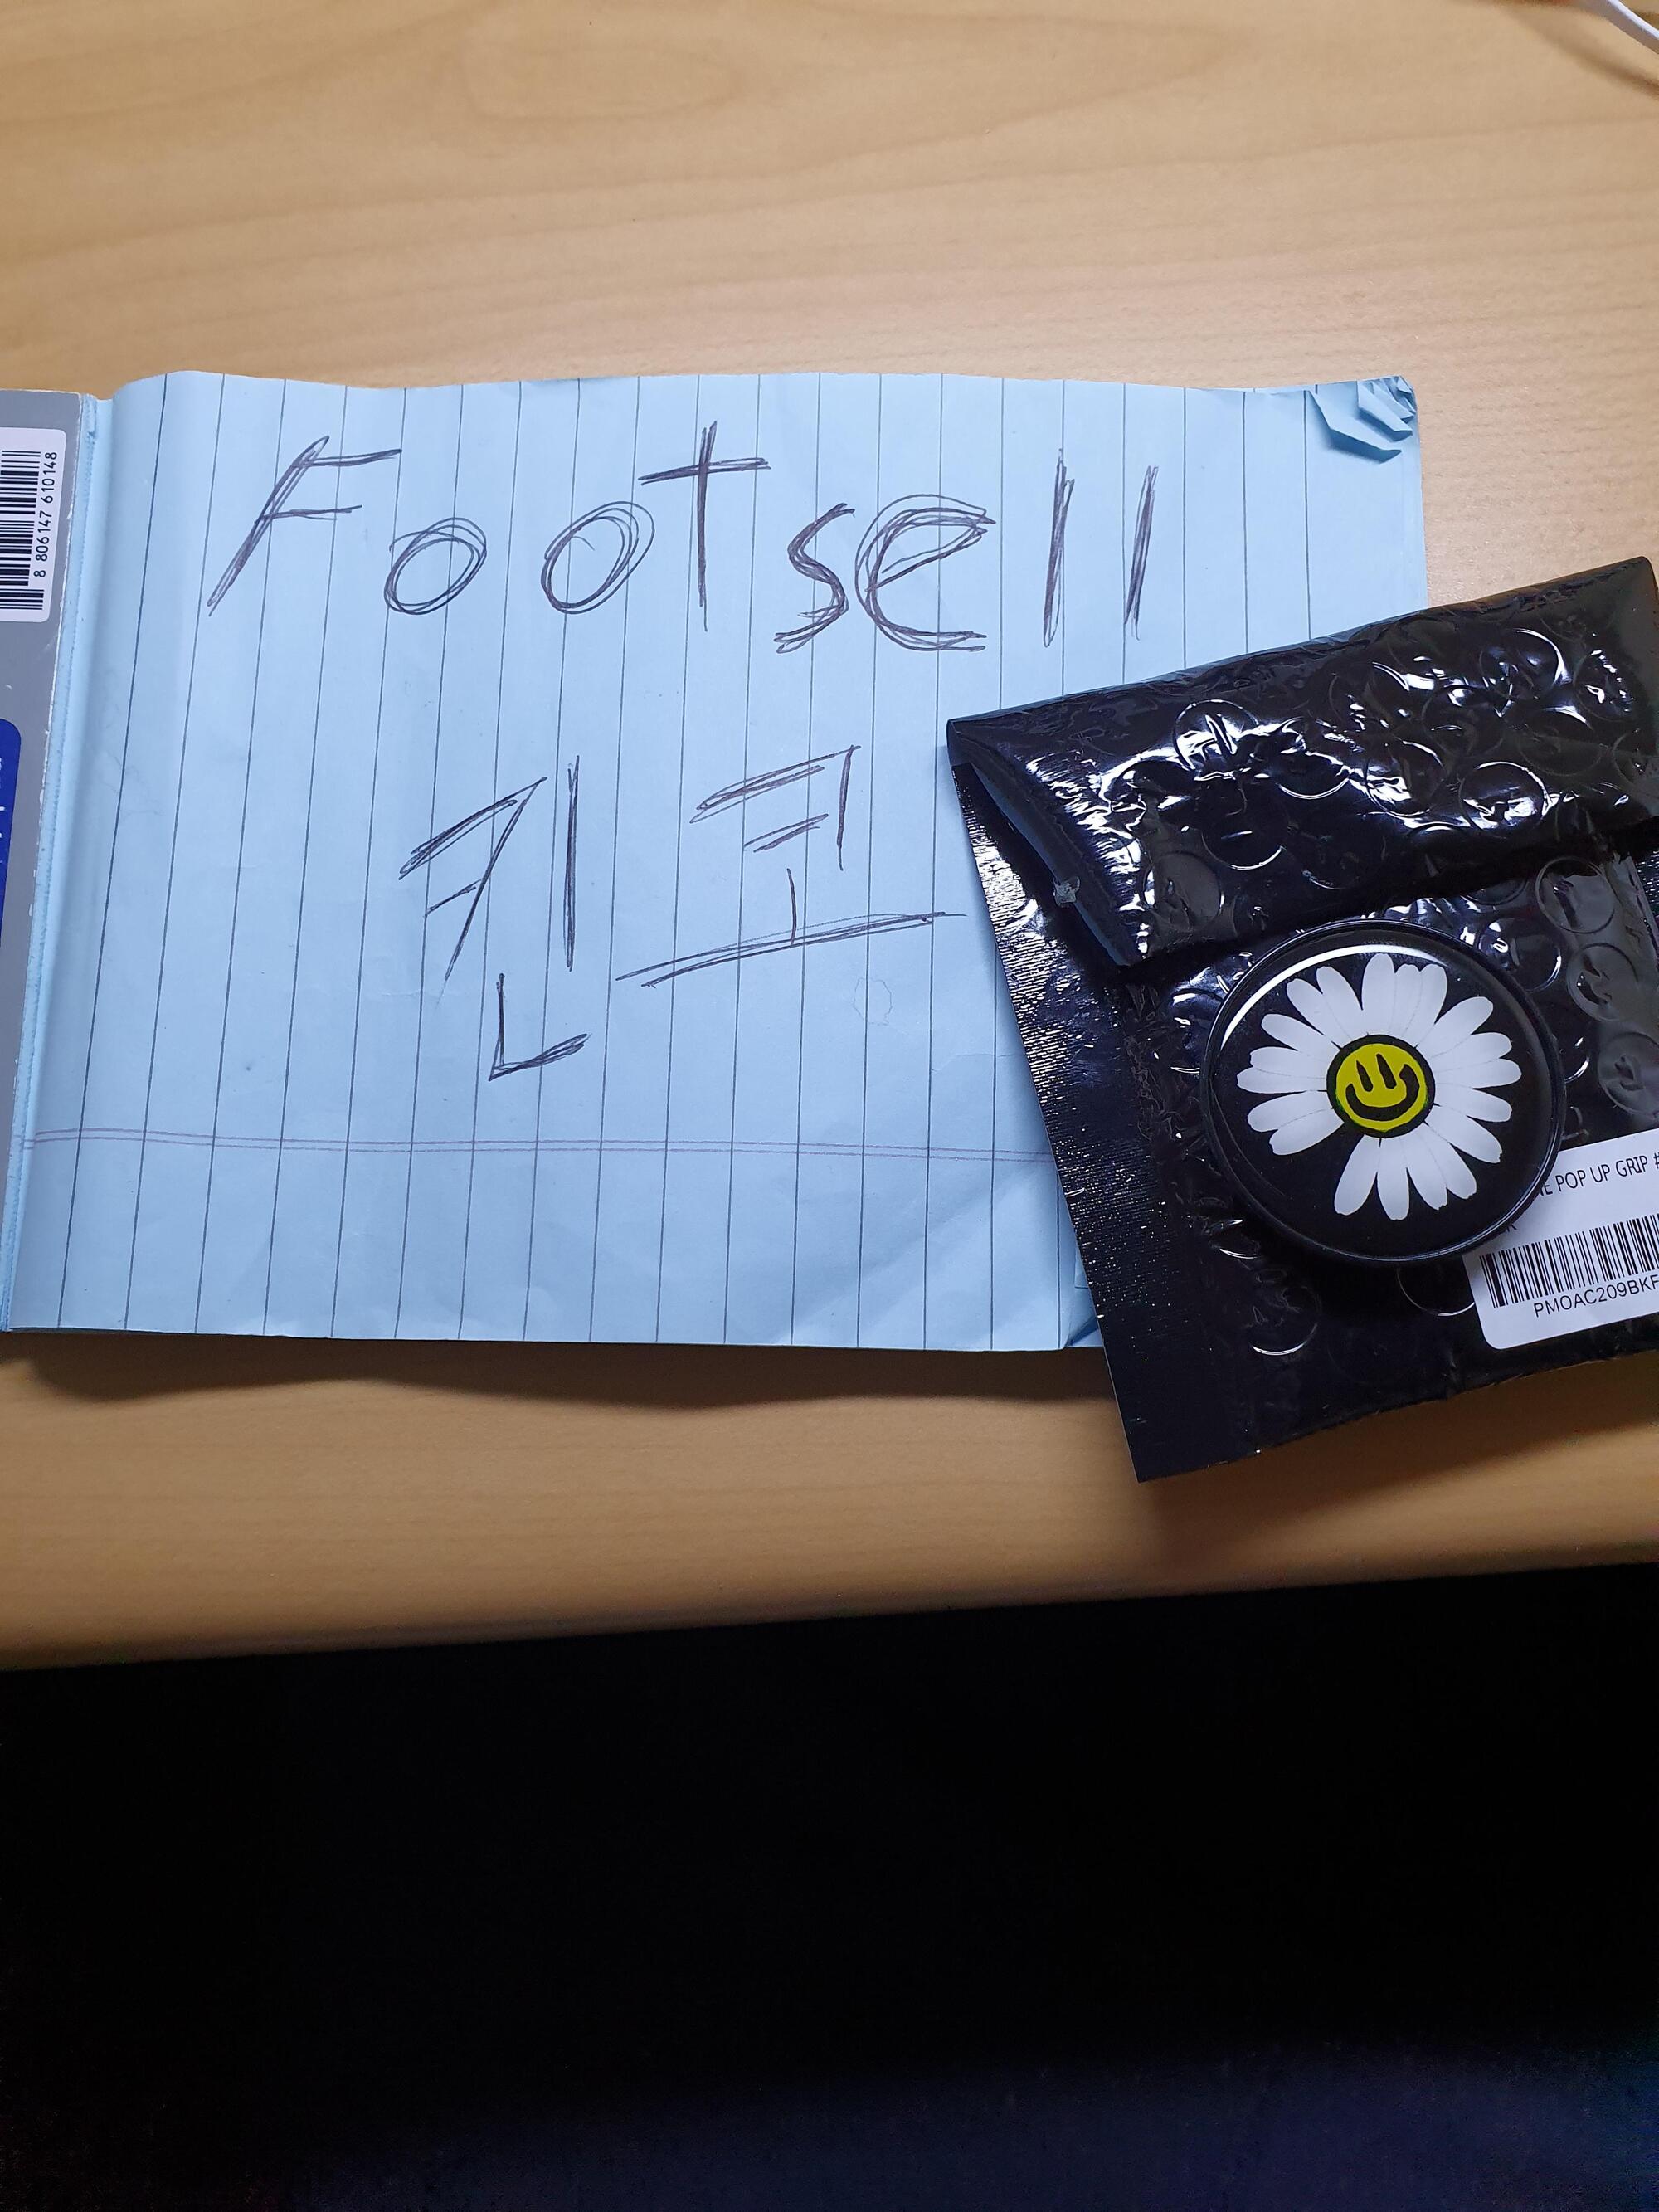 Footsell
킨코
8 806147 610148
E POP UP GRIP #
PMOAC209BKF